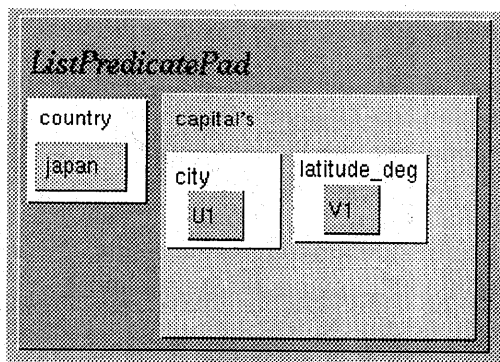 ListPredicatePad
country
japan
capital's
city
U1
latitude_deg
V1